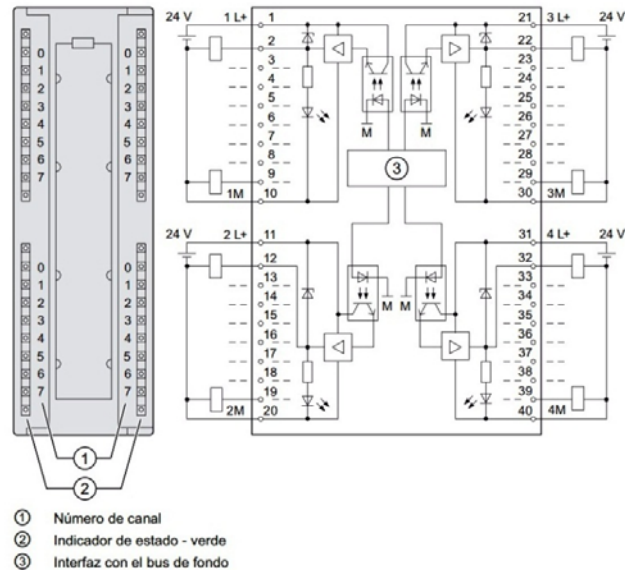 24 V 1 L+ 1 21 3 L+ 24 V
2 22
0 3 23 0
1 4 24 1
2 5 25 2
3 6 26 3
4 7 M M 27 4
5 8 28 5
6 9 ③ 29 6
7 1M 10 30 3M 7
24 V 2 L+ 11 31 4 L+ 24 V
0 12 32 0
1 13 33 1
2 14 M M 34 2
3 15 35 3
4 16 36 4
5 17 37 5
6 18 38 6
7 19 39 7
2M 20 40 4M
①
②
① Número de canal
② Indicador de estado - verde
③ Interfaz con el bus de fondo